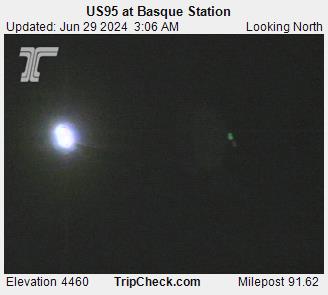 US95 at Basque Station
Updated: Jun 29 2024  3:06 AM  Looking North
Elevation 4460  TripCheck.com  Milepost 91.62